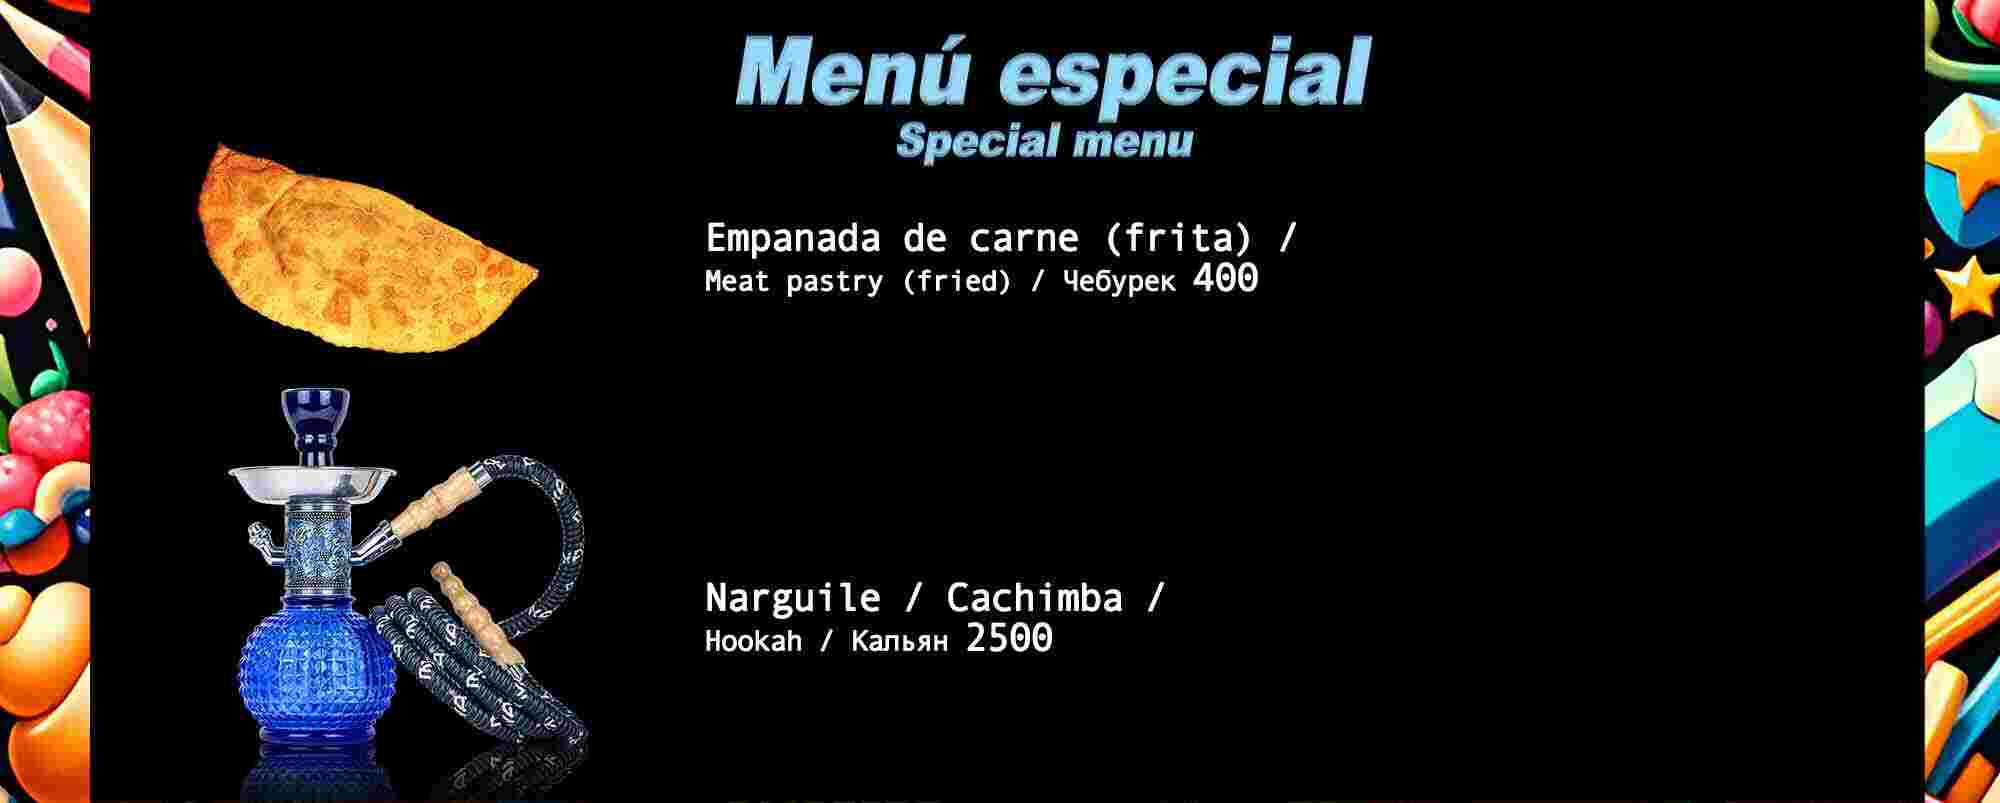 Menú especial
Special menu
Empanada de carne (frita) /
Meat pastry (fried) / Чебурек 400
Narguile / Cachimba /
Hookah / Кальян 2500